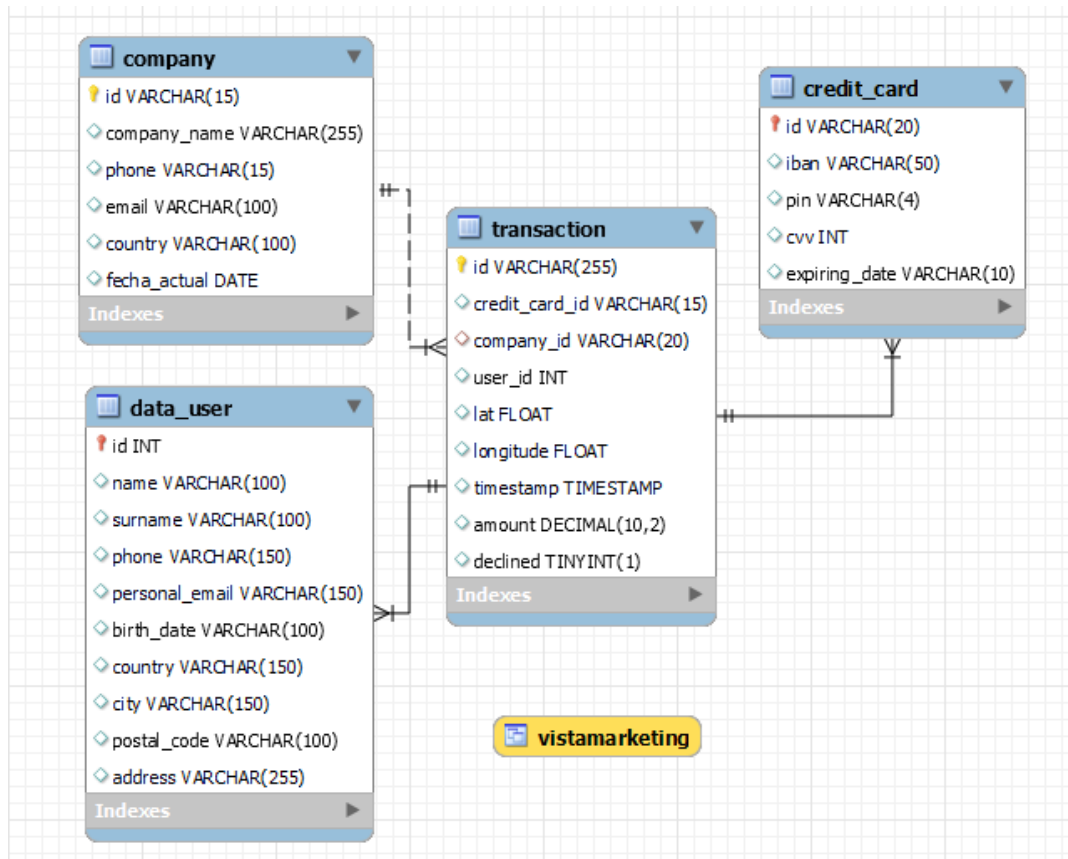 company
id VARCHAR(15)
company_name VARCHAR(255)
phone VARCHAR(15)
email VARCHAR(100)
country VARCHAR(100)
fecha_actual DATE
Indexes
data_user
id INT
name VARCHAR(100)
surname VARCHAR(100)
phone VARCHAR(150)
personal_email VARCHAR(150)
birth_date VARCHAR(100)
country VARCHAR(150)
city VARCHAR(150)
postal_code VARCHAR(100)
address VARCHAR(255)
Indexes
transaction
id VARCHAR(255)
credit_card_id VARCHAR(15)
company_id VARCHAR(20)
user_id INT
lat FLOAT
longitude FLOAT
timestamp TIMESTAMP
amount DECIMAL(10,2)
declined TINYINT(1)
Indexes
credit_card
id VARCHAR(20)
iban VARCHAR(50)
pin VARCHAR(4)
cvv INT
expiring_date VARCHAR(10)
Indexes
vistamarketing